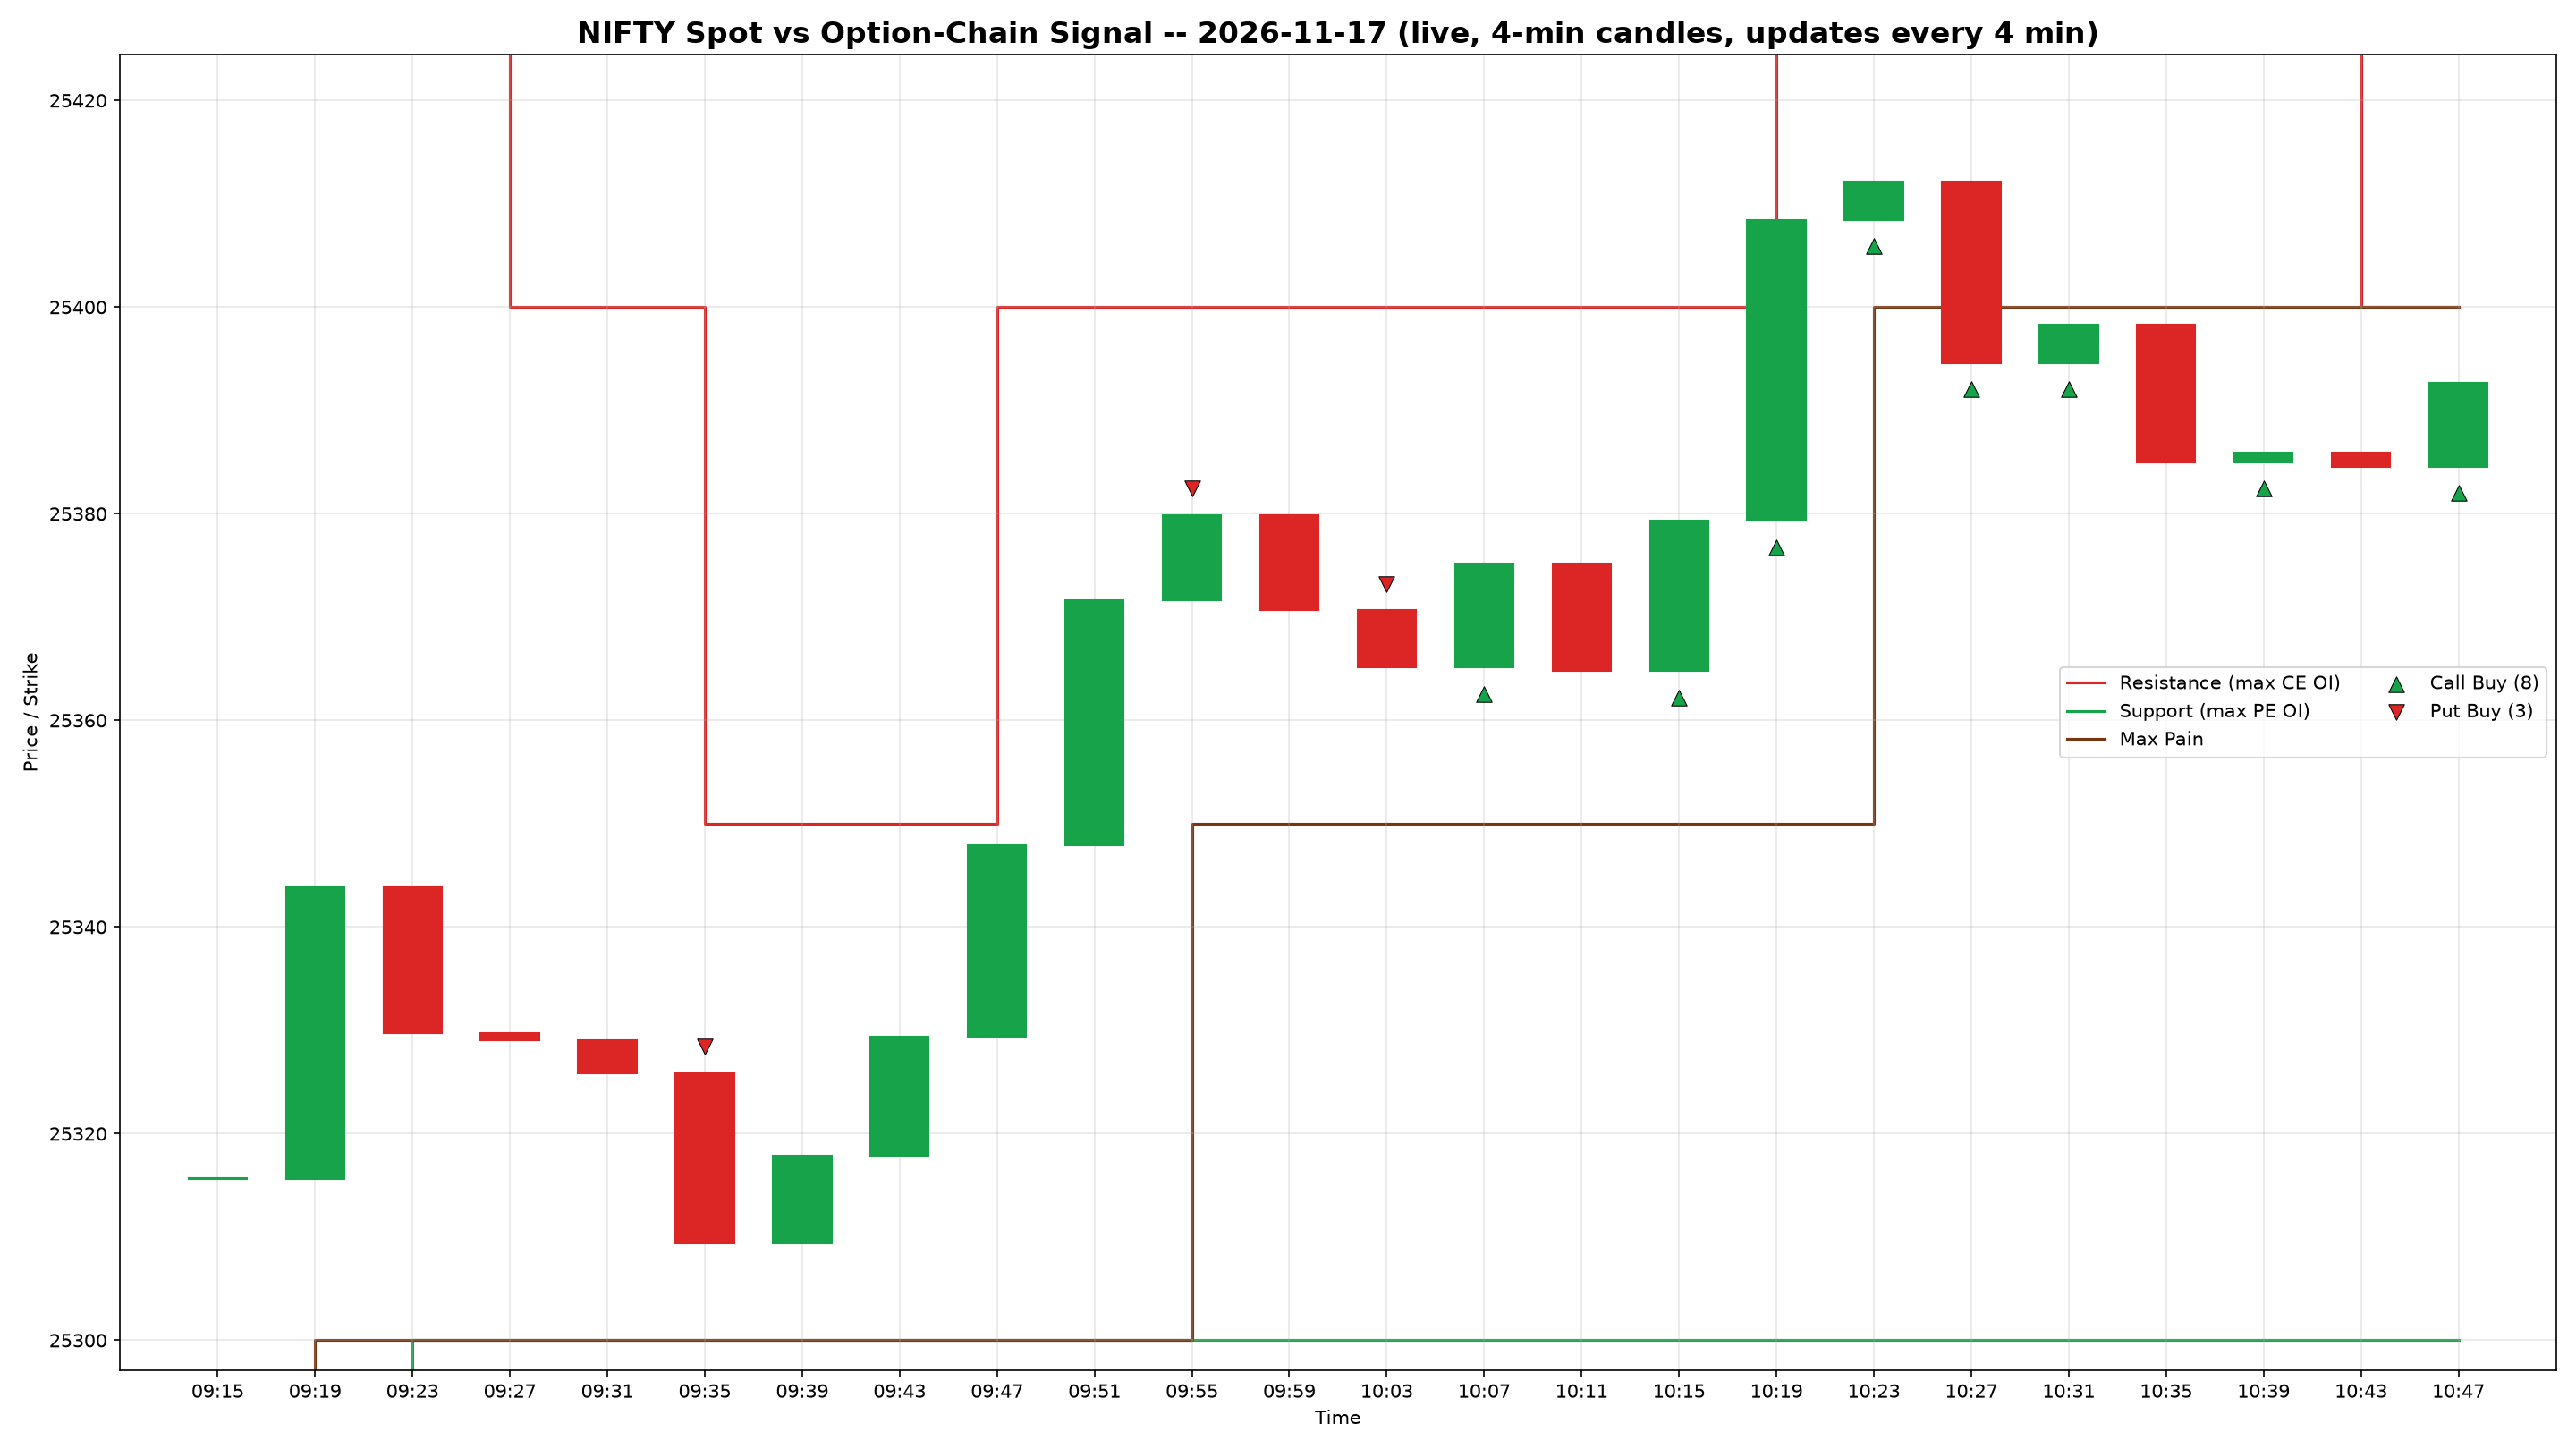 NIFTY Spot vs Option-Chain Signal -- 2026-11-17 (live, 4-min candles, updates every 4 min)
Price / Strike
25420
25400
25380
25360
25340
25320
25300
Resistance (max CE OI)
Support (max PE OI)
Max Pain
Call Buy (8)
Put Buy (3)
09:15 09:19 09:23 09:27 09:31 09:35 09:39 09:43 09:47 09:51 09:55 09:59 10:03 10:07 10:11 10:15 10:19 10:23 10:27 10:31 10:35 10:39 10:43 10:47
Time